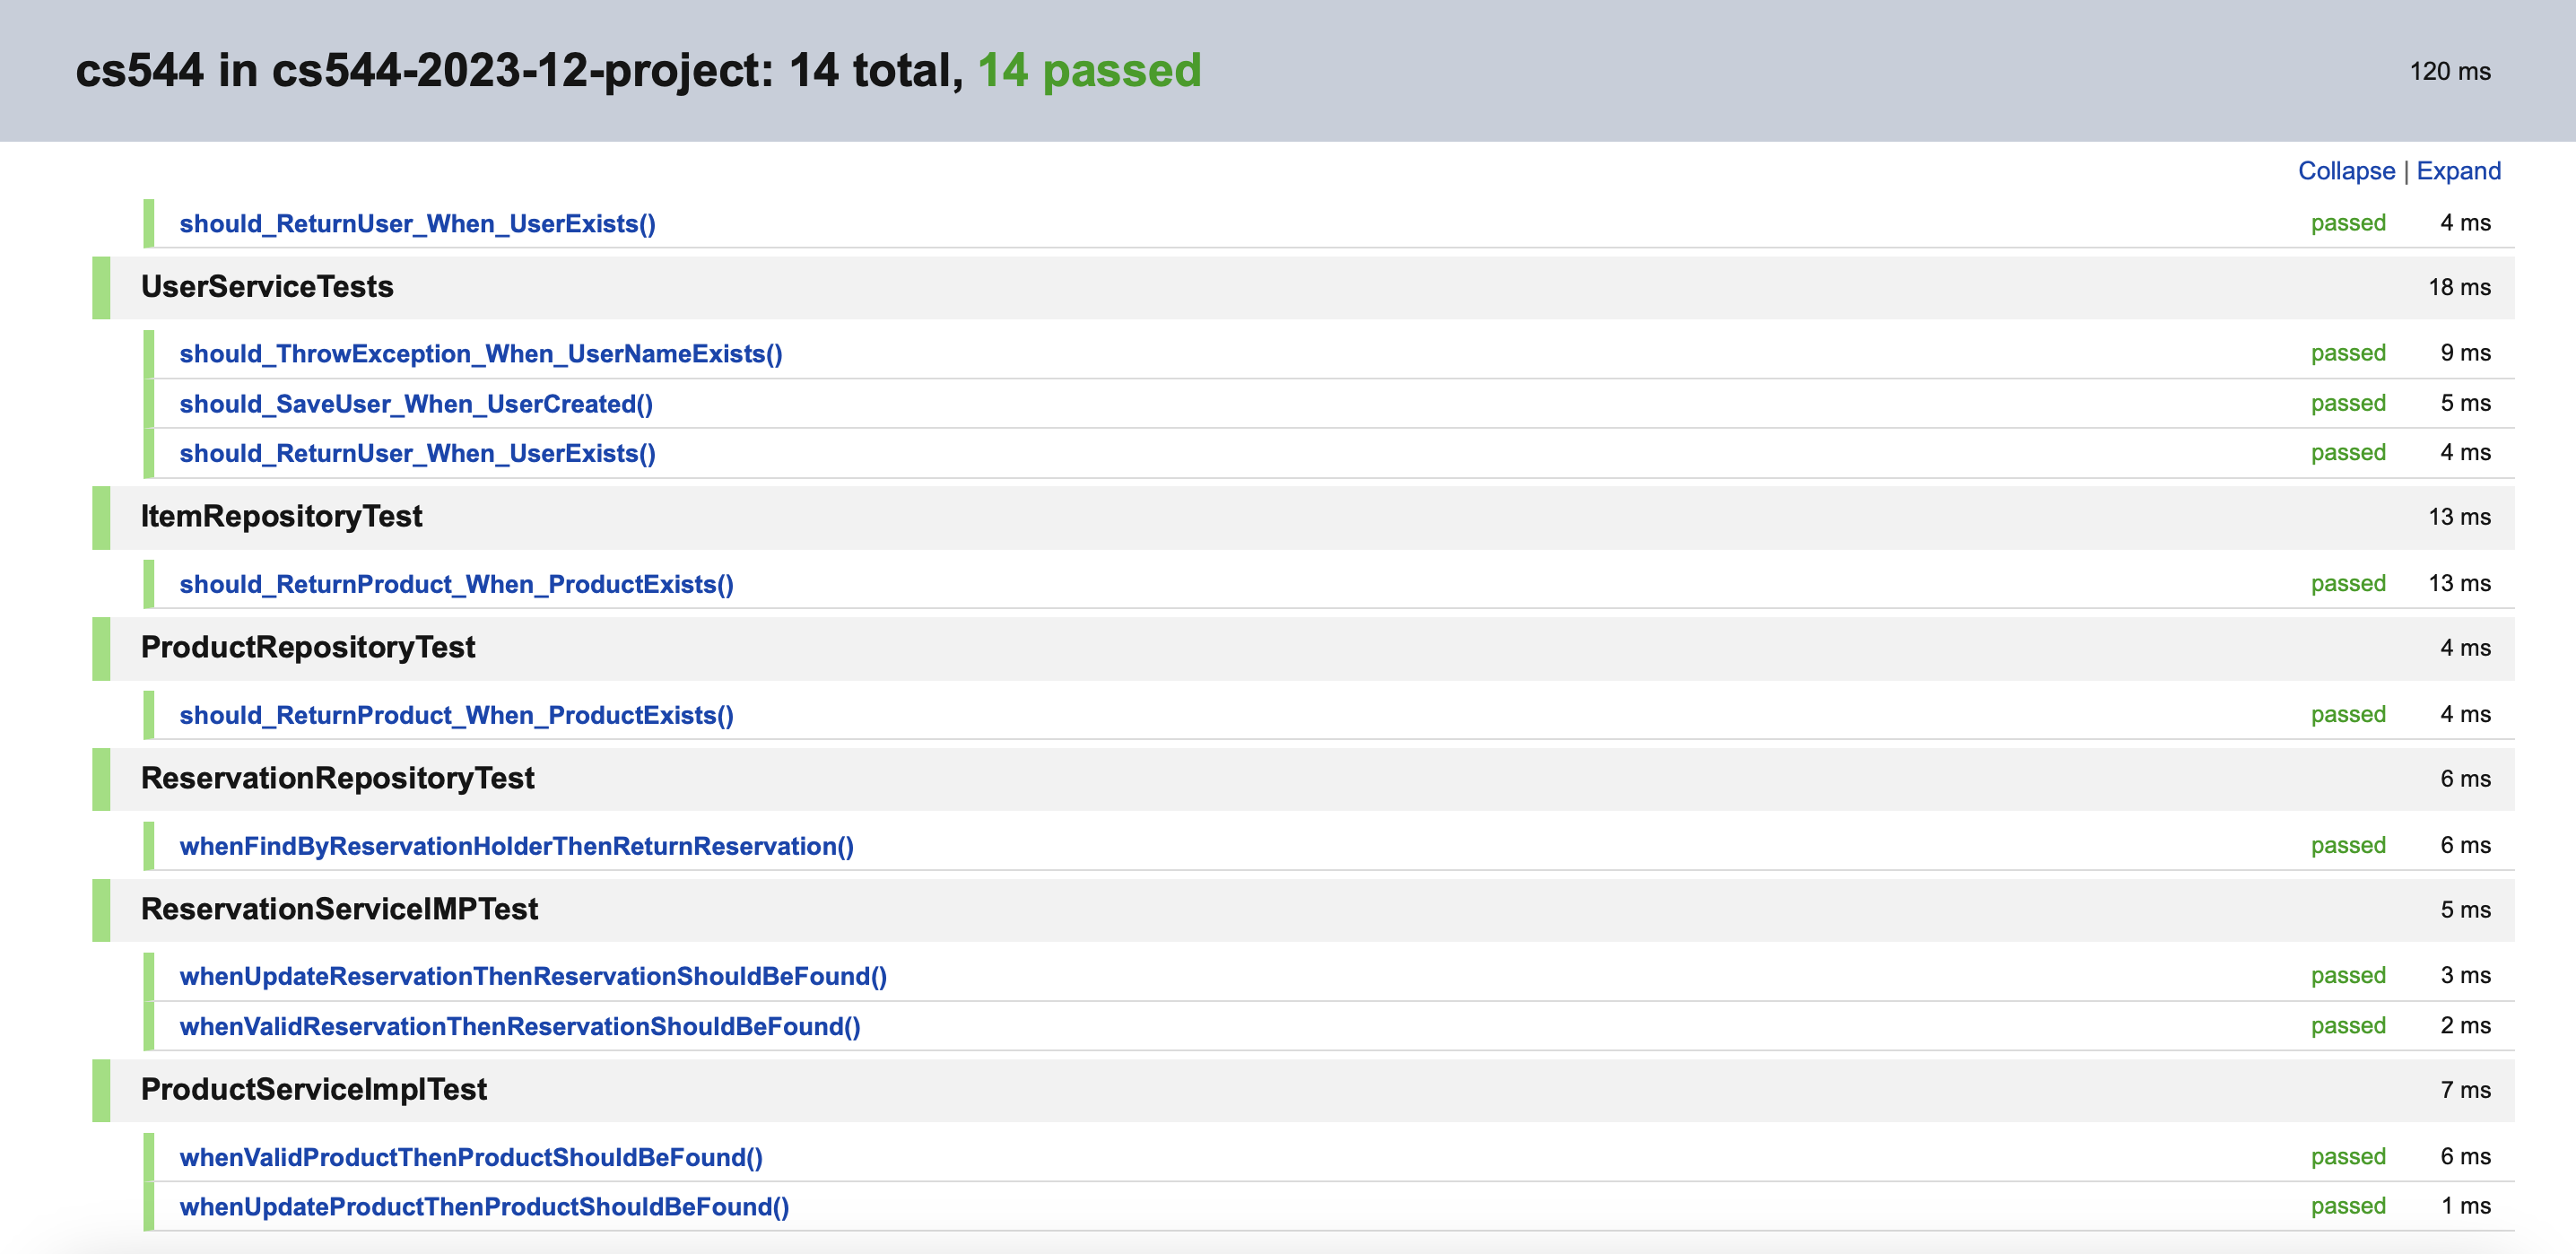 cs544 in cs544-2023-12-project: 14 total, 14 passed 120 ms
Collapse | Expand
should_ReturnUser_When_UserExists() passed 4 ms
UserServiceTests 18 ms
should_ThrowException_When_UserNameExists() passed 9 ms
should_SaveUser_When_UserCreated() passed 5 ms
should_ReturnUser_When_UserExists() passed 4 ms
ItemRepositoryTest 13 ms
should_ReturnProduct_When_ProductExists() passed 13 ms
ProductRepositoryTest 4 ms
should_ReturnProduct_When_ProductExists() passed 4 ms
ReservationRepositoryTest 6 ms
whenFindByReservationHolderThenReturnReservation() passed 6 ms
ReservationServiceIMPTest 5 ms
whenUpdateReservationThenReservationShouldBeFound() passed 3 ms
whenValidReservationThenReservationShouldBeFound() passed 2 ms
ProductServiceImplTest 7 ms
whenValidProductThenProductShouldBeFound() passed 6 ms
whenUpdateProductThenProductShouldBeFound() passed 1 ms